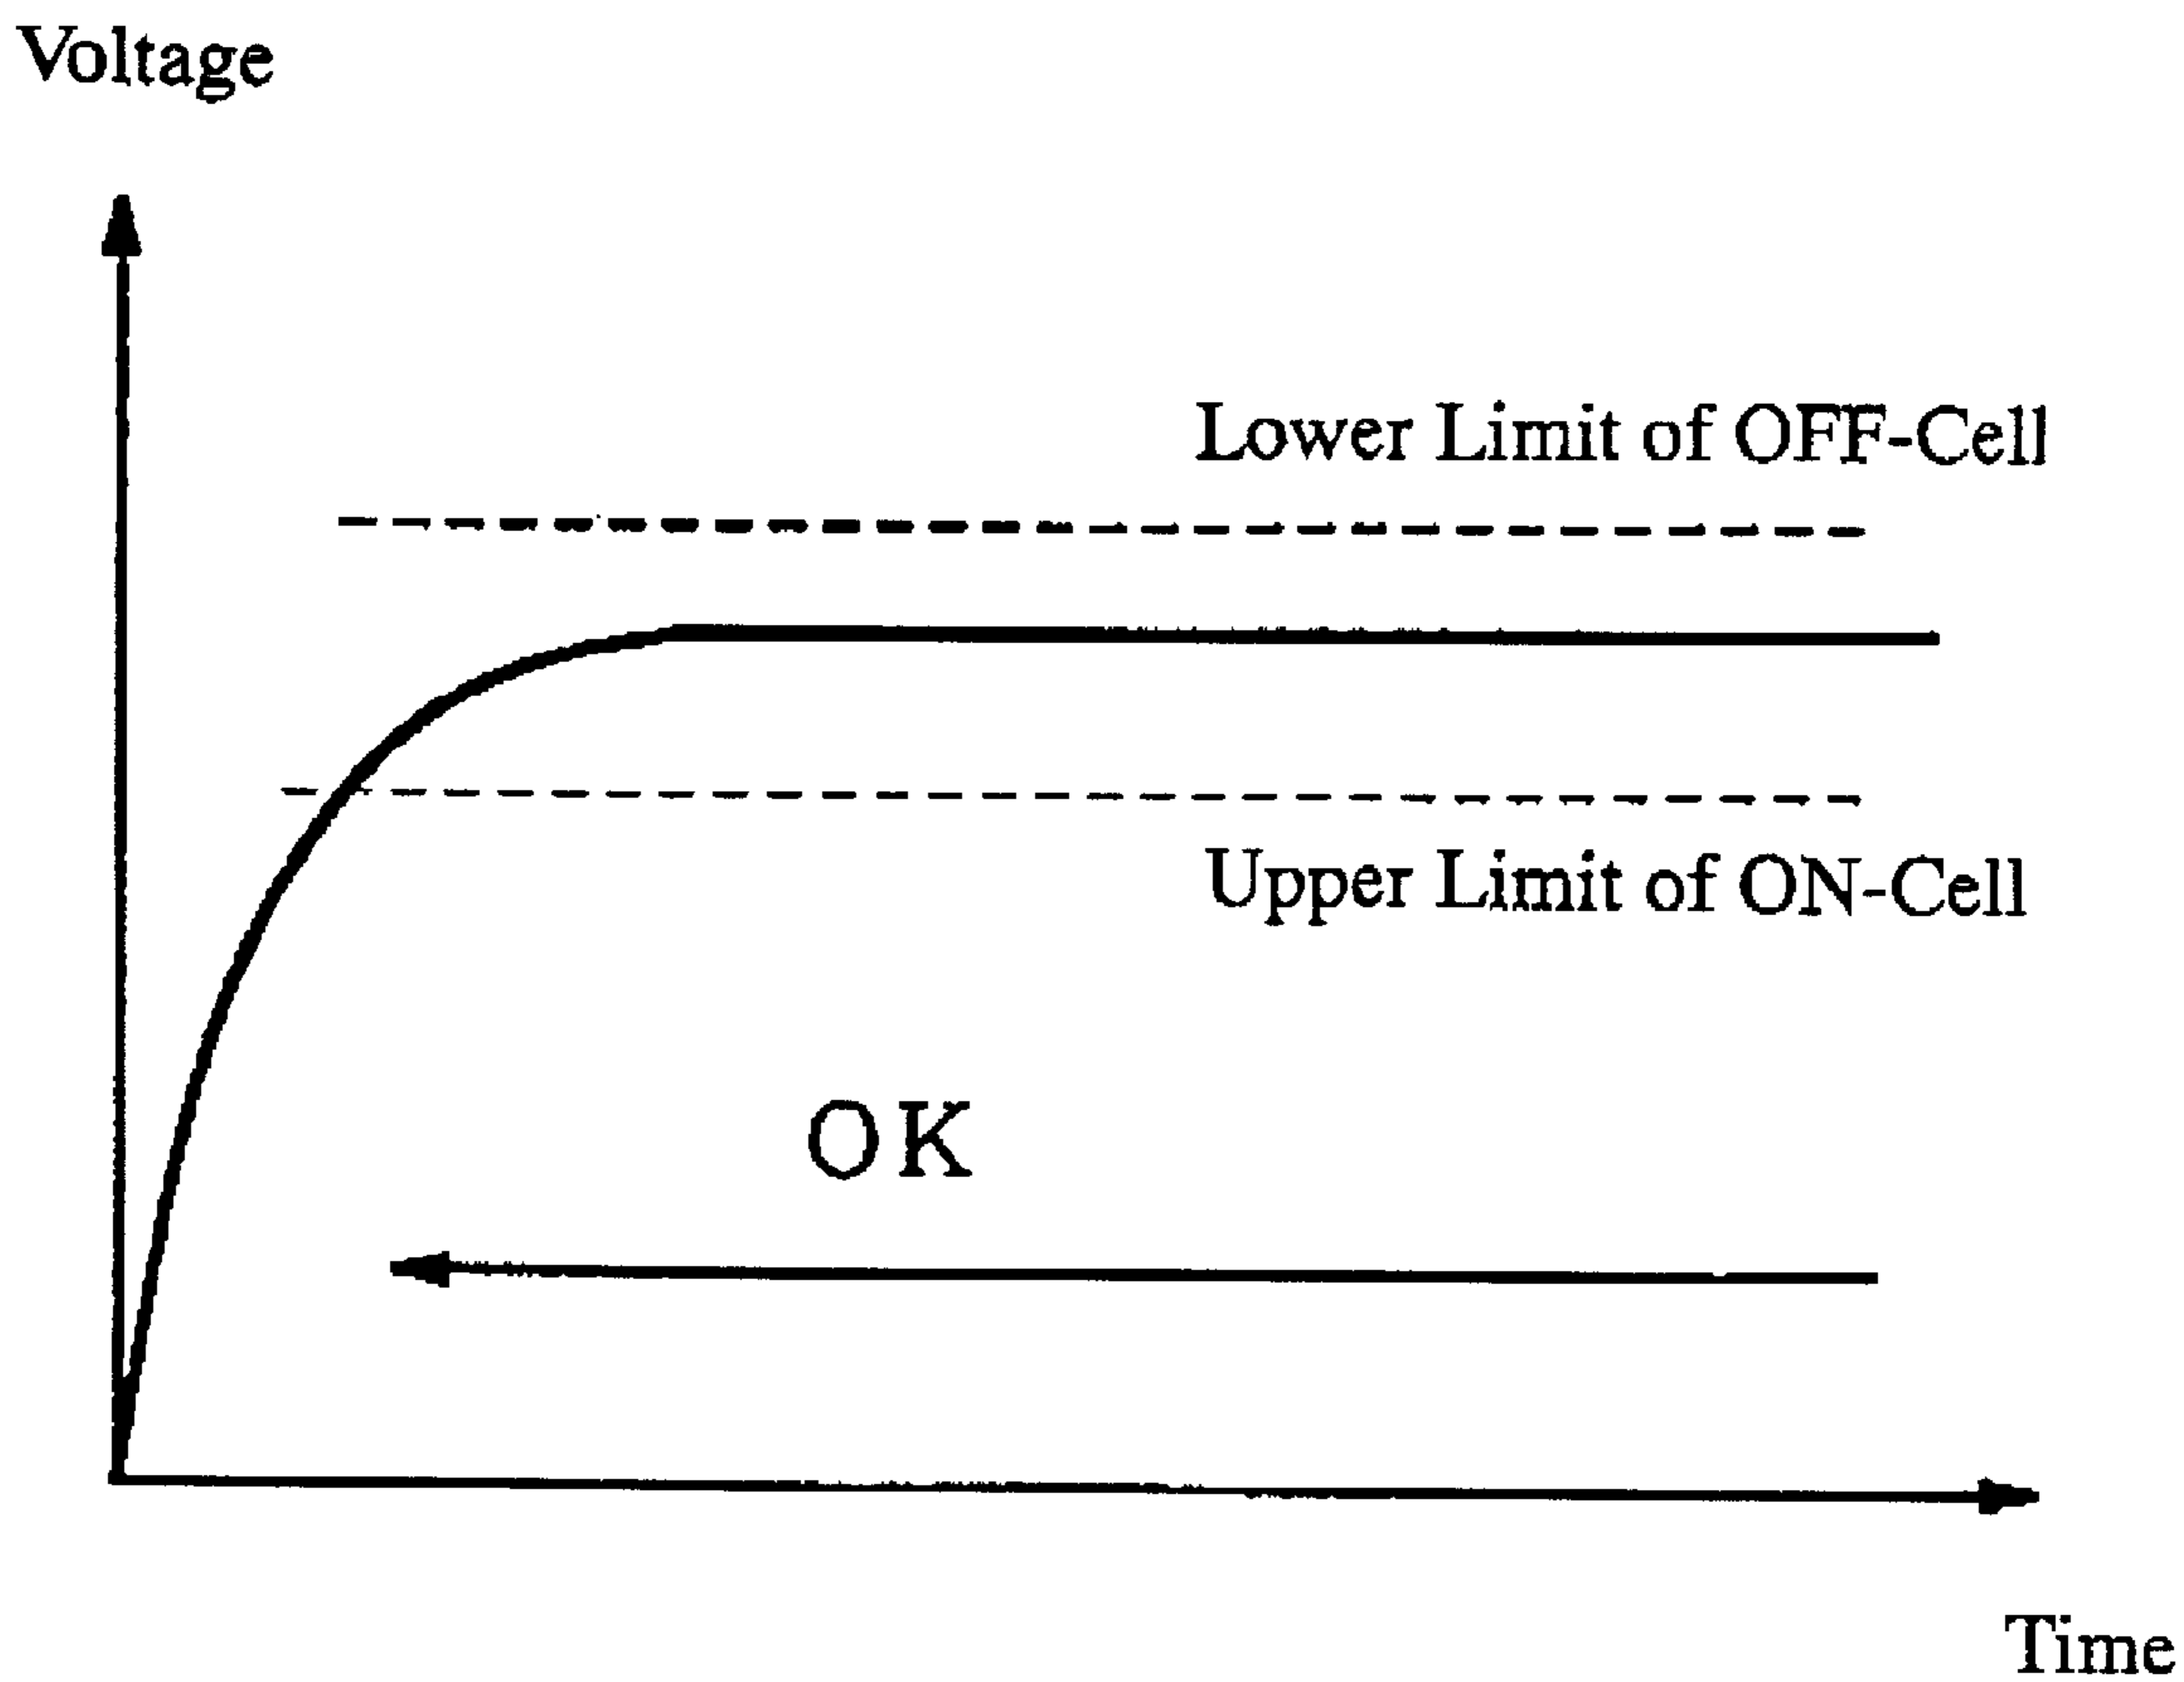 Voltage
Lower Limit of OFF-Cell
Upper Limit of ON-Cell
OK
Time